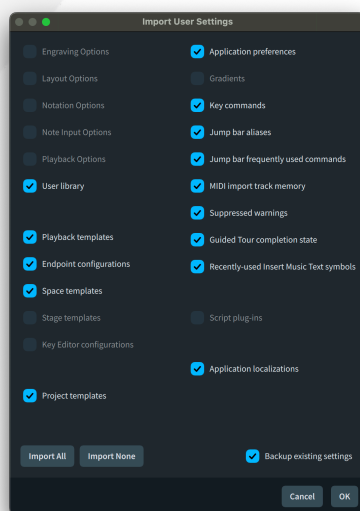 Import User Settings
Engraving Options
Application preferences
Layout Options
Gradients
Notation Options
Key commands
Note Input Options
Jump bar aliases
Playback Options
Jump bar frequently used commands
User library
MIDI import track memory
Suppressed warnings
Playback templates
Guided Tour completion state
Endpoint configurations
Recently-used Insert Music Text symbols
Space templates
Stage templates
Script plug-ins
Key Editor configurations
Application localizations
Project templates
Import All
Import None
Backup existing settings
Cancel
OK